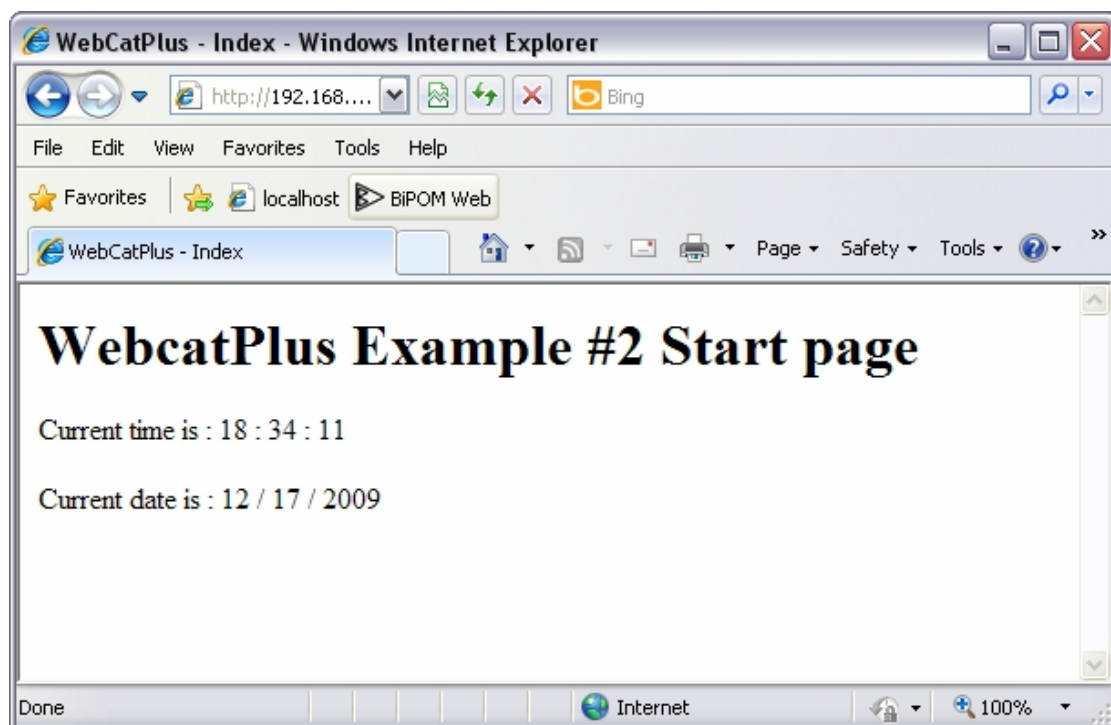 WebCatPlus - Index - Windows Internet Explorer
http://192.168.... Bing
File Edit View Favorites Tools Help
Favorites localhost BiPOM Web
WebCatPlus - Index Page Safety Tools »
WebcatPlus Example #2 Start page
Current time is : 18 : 34 : 11
Current date is : 12 / 17 / 2009
Done Internet 100%